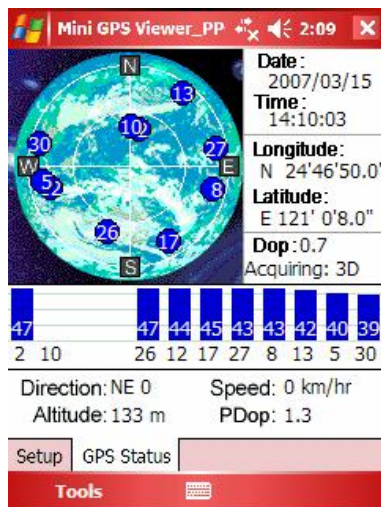 Mini GPS Viewer_PP 2:09
Date:
2007/03/15
Time:
14:10:03
Longitude:
N 24'46'50.0'
Latitude:
E 121' 0'8.0"
Dop:0.7
Acquiring: 3D
N
13
10 2
30
27
W
E
5 2
8
26
17
S
47 47 44 45 43 43 42 40 39
2 10 26 12 17 27 8 13 5 30
Direction: NE 0 Speed: 0 km/hr
Altitude: 133 m PDop: 1.3
Setup GPS Status
Tools